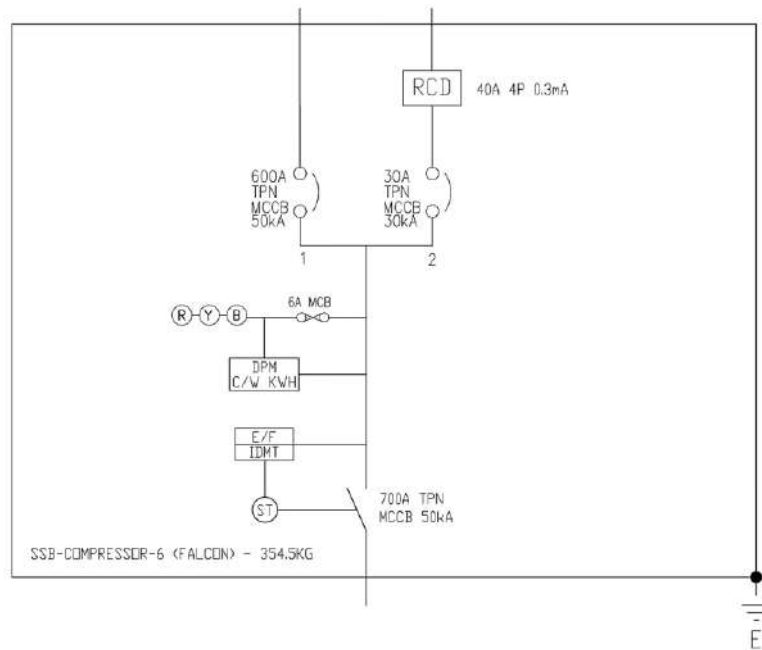 RCD
40A 4P 0.3mA
600A
TPN
MCCB
50kA
30A
TPN
MCCB
30kA
1
2
6A MCB
R
Y
B
DPM
C/W KWH
E/F
IDMT
ST
700A TPN
MCCB 50kA
SSB-COMPRESSOR-6 (FALCON) - 354.5KG
E